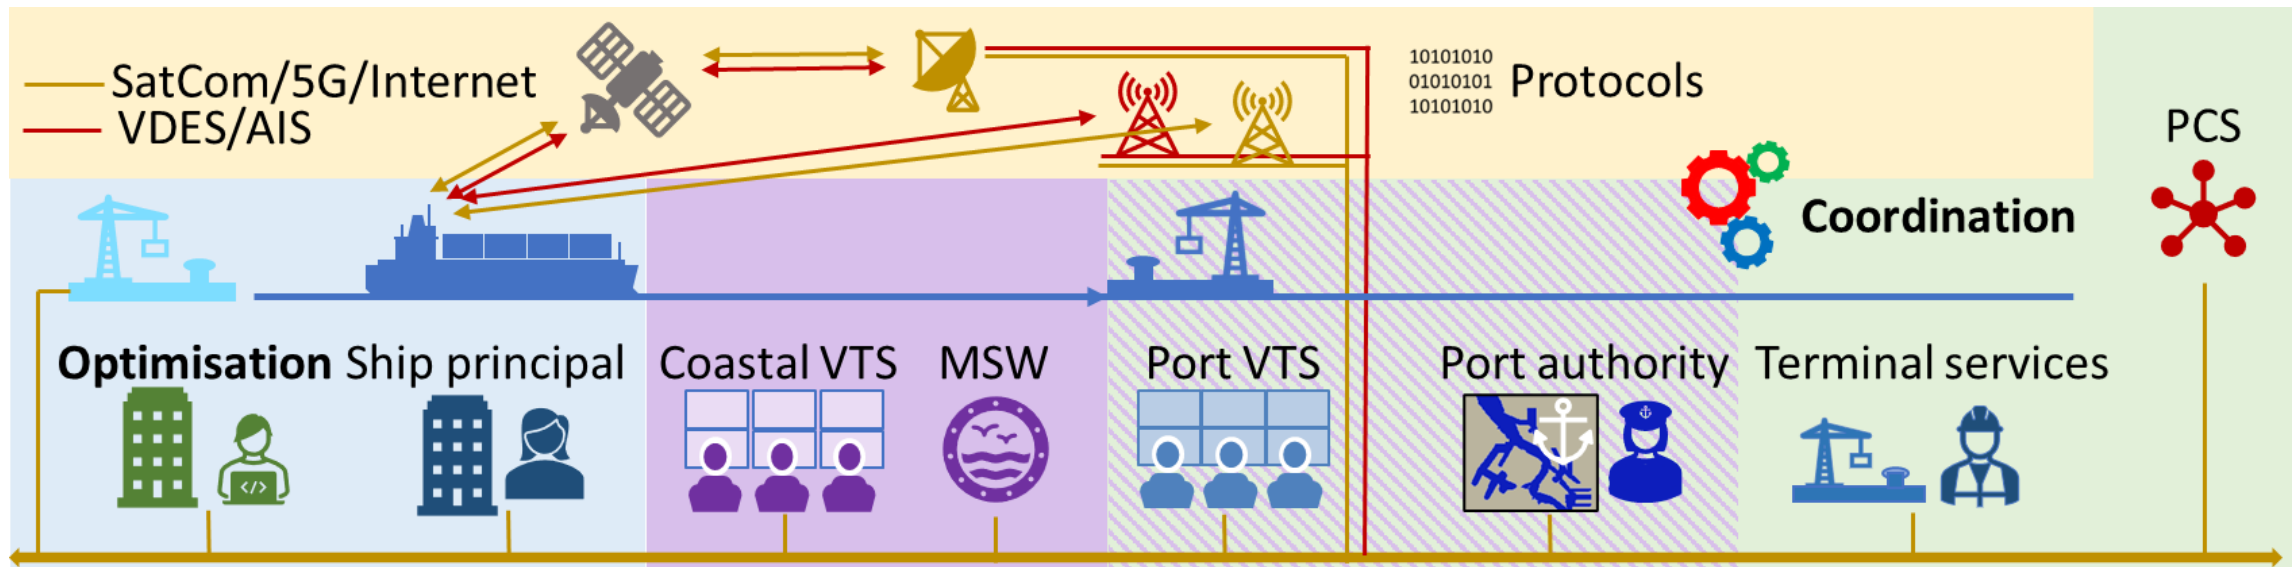 SatCom/5G/Internet
VDES/AIS
10101010
01010101
10101010
Protocols
PCS
Coordination
Optimisation
Ship principal
Coastal VTS
MSW
Port VTS
Port authority
Terminal services
</>